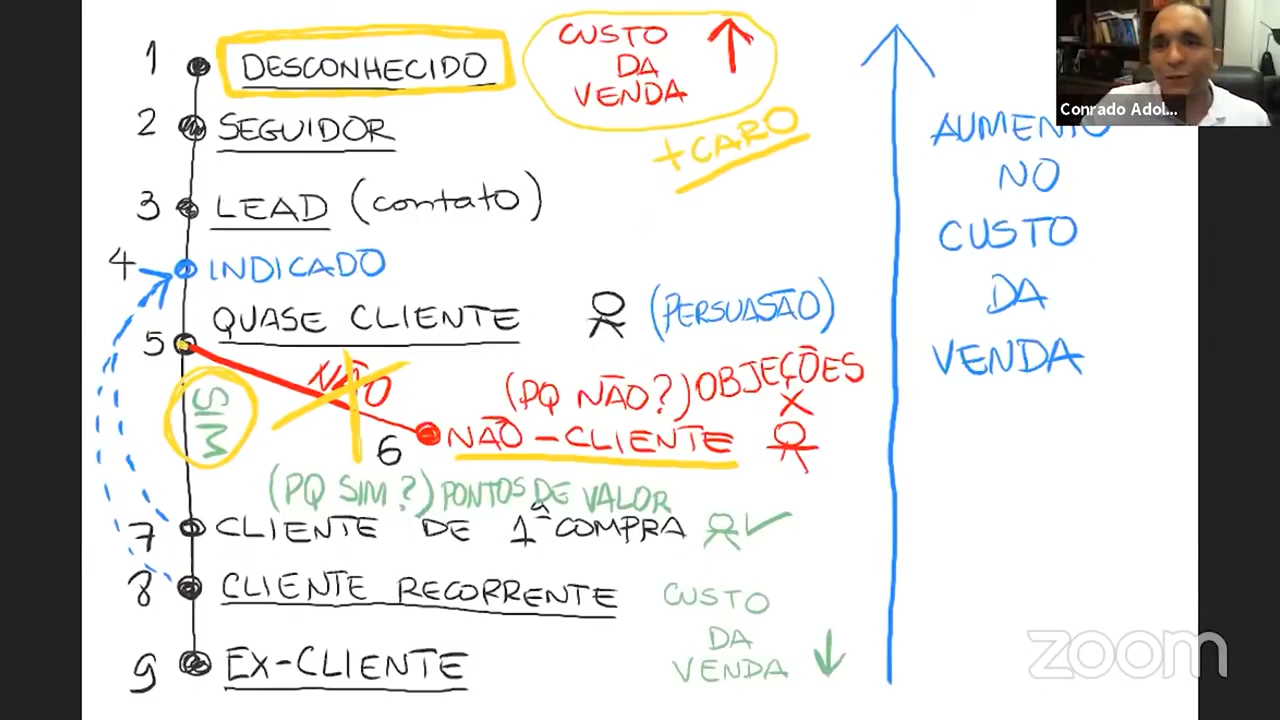 1 DESCONHECIDO
CUSTO
DA
VENDA
+ CARO
2 SEGUIDOR
3 LEAD (contato)
4 INDICADO
5 QUASE CLIENTE (PERSUASÃO)
NÃO
SIM
(PQ NÃO?) OBJEÇÕES
X
6 NÃO-CLIENTE
(PQ SIM?) PONTOS DE VALOR
7 CLIENTE DE 1ª COMPRA
8 CLIENTE RECORRENTE
CUSTO
DA
VENDA
9 EX-CLIENTE
AUMENTO
NO
CUSTO
DA
VENDA
Conrado Adol...
zoom